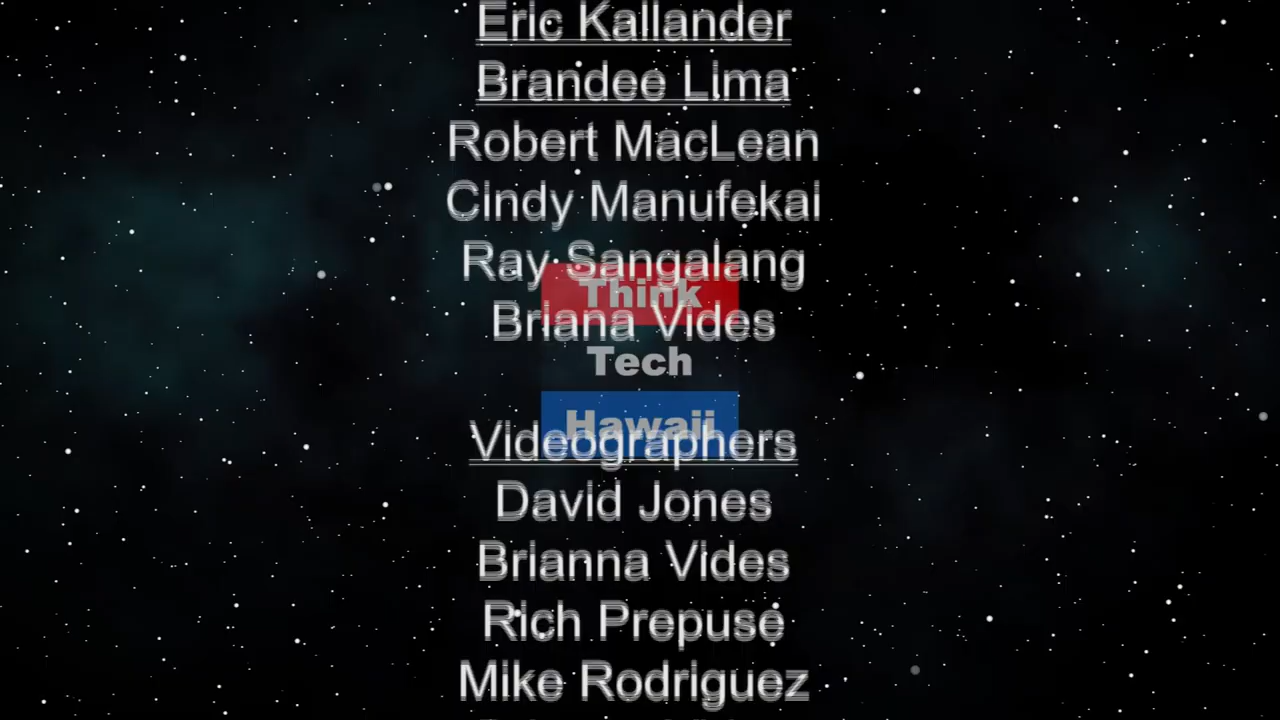 Eric Kallander
Brandee Lima
Robert MacLean
Cindy Manufekai
Ray Sangalang
Think
Briana Vides
Tech
Hawaii
Videographers
David Jones
Brianna Vides
Rich Prepuse
Mike Rodriguez